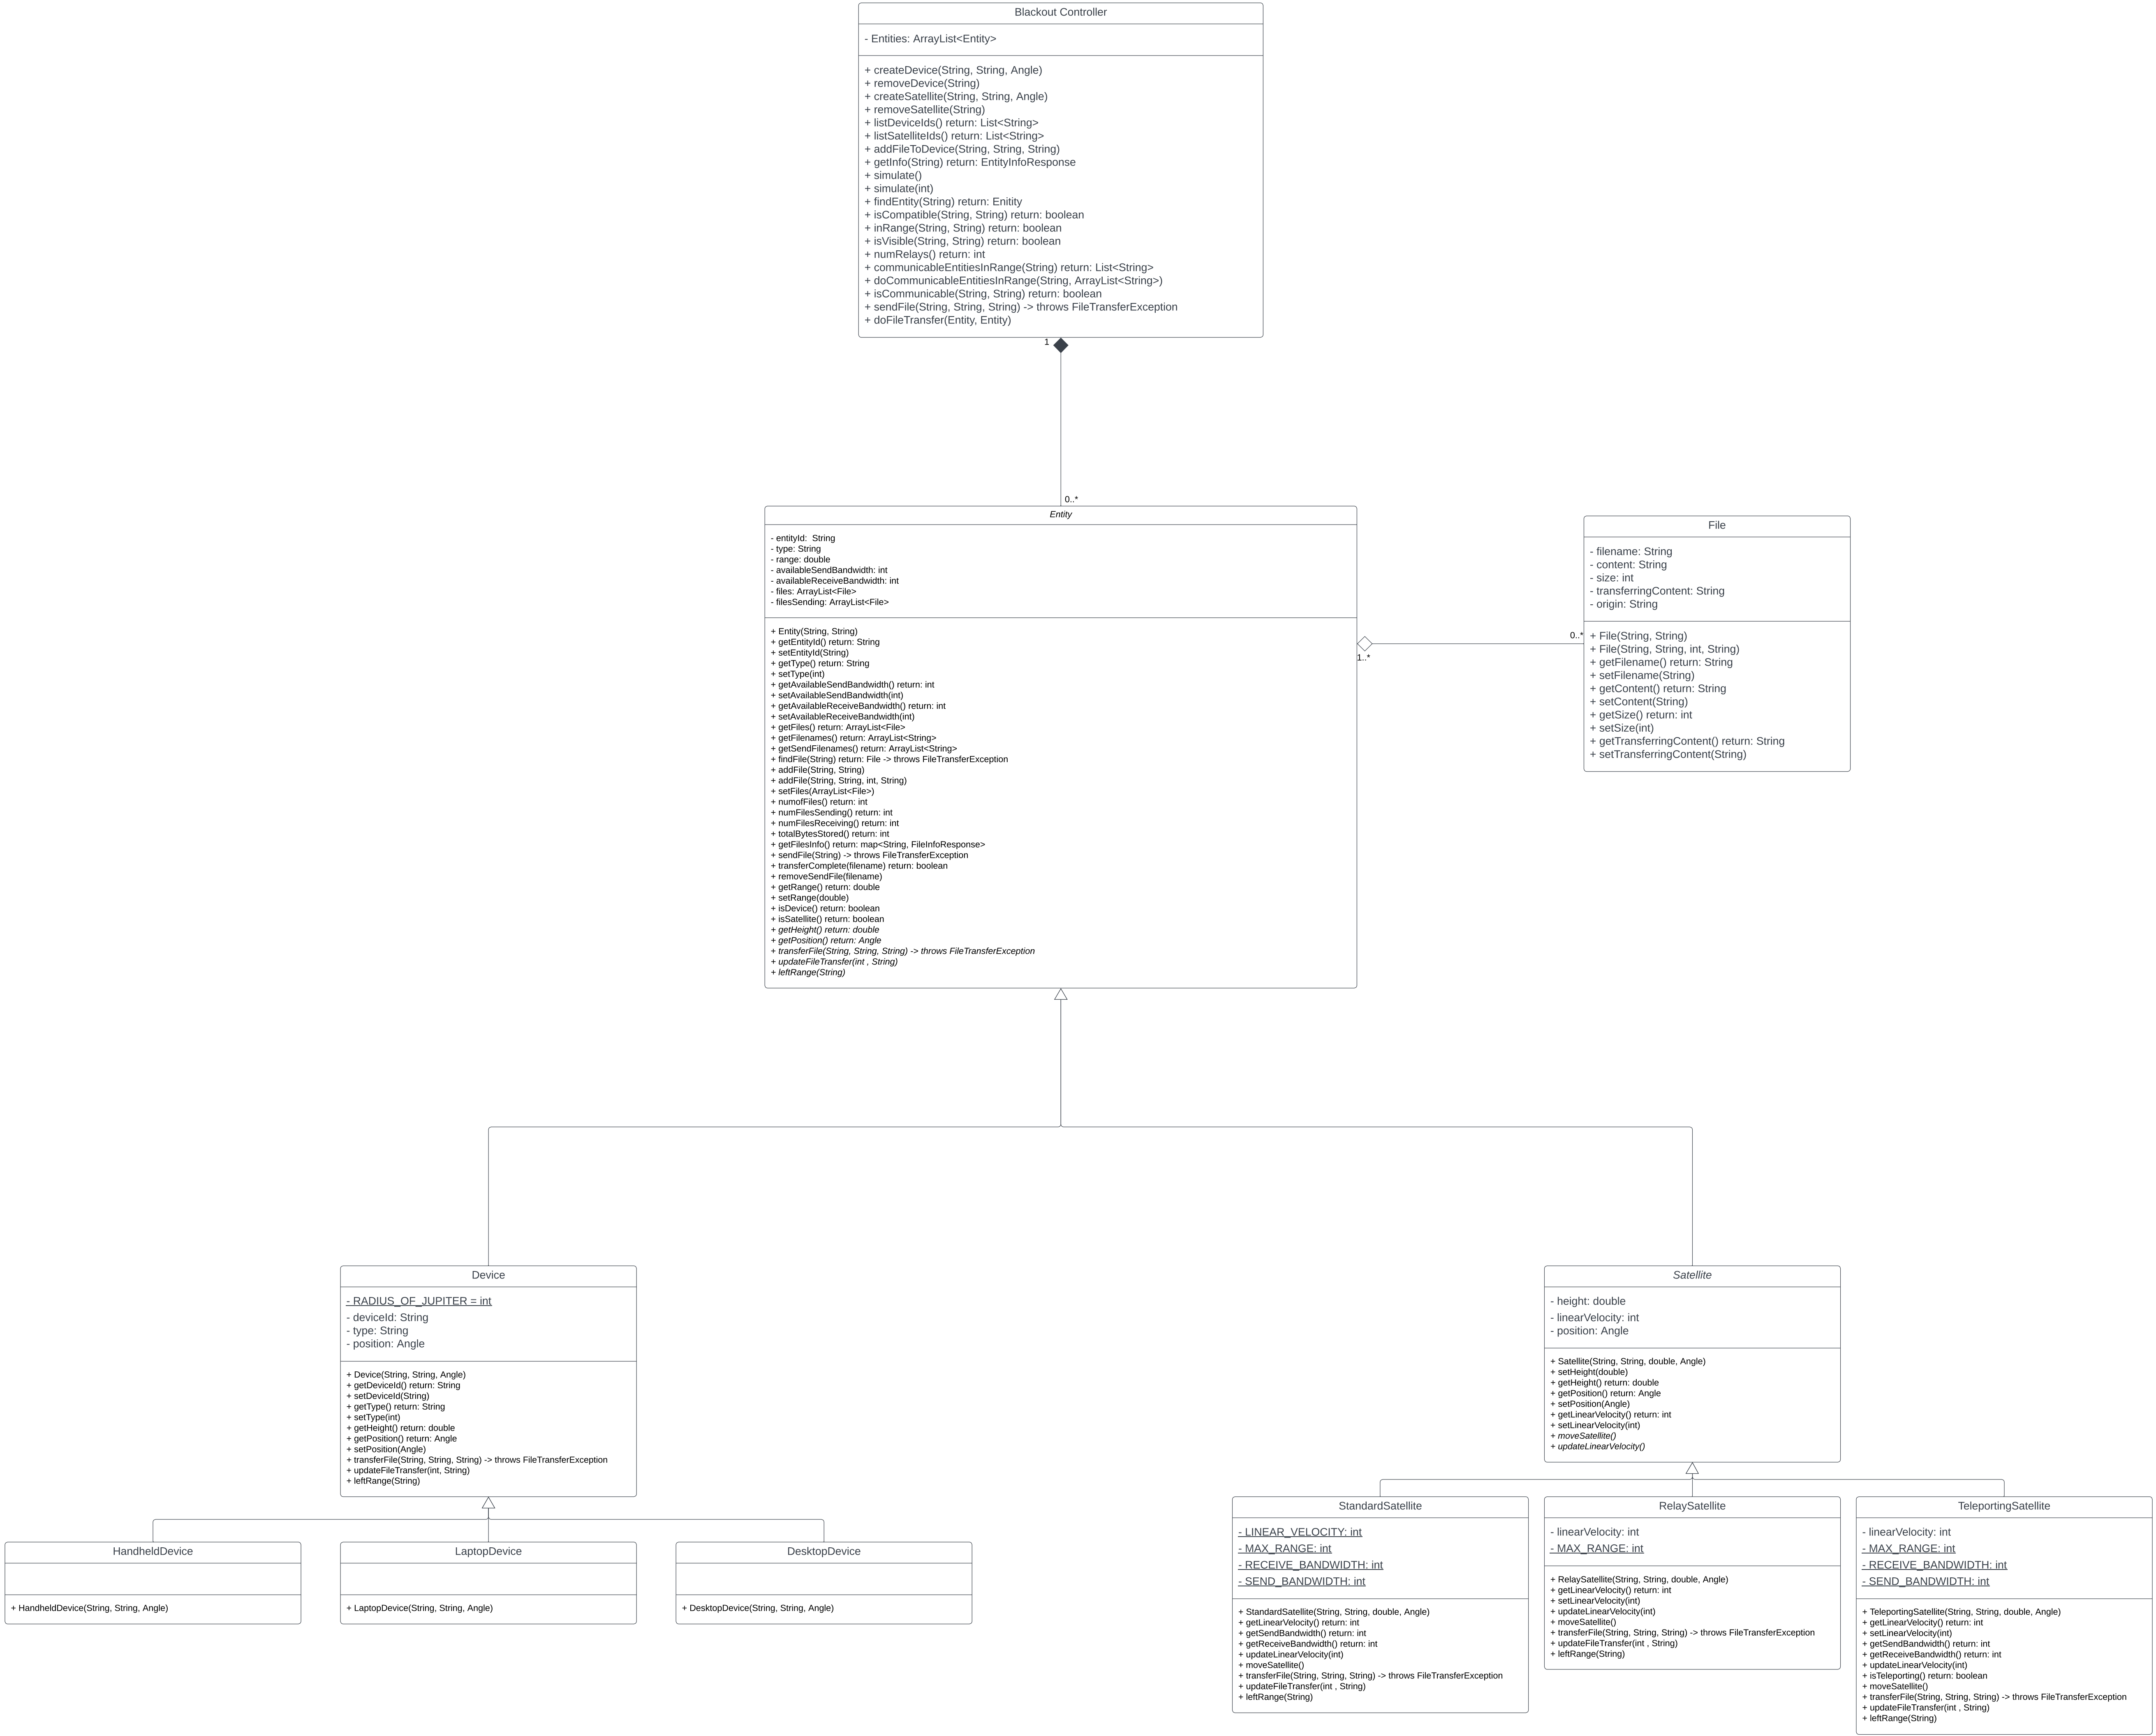 Blackout Controller
- Entities: ArrayList<Entity>
+ createDevice(String, String, Angle)
+ removeDevice(String)
+ createSatellite(String, String, Angle)
+ removeSatellite(String)
+ listDeviceIds() return: List<String>
+ listSatelliteIds() return: List<String>
+ addFileToDevice(String, String, String)
+ getInfo(String) return: EntityInfoResponse
+ simulate()
+ simulate(int)
+ findEntity(String) return: Enitity
+ isCompatible(String, String) return: boolean
+ inRange(String, String) return: boolean
+ isVisible(String, String) return: boolean
+ numRelays() return: int
+ communicableEntitiesInRange(String) return: List<String>
+ doCommunicableEntitiesInRange(String, ArrayList<String>)
+ isCommunicable(String, String) return: boolean
+ sendFile(String, String, String) -> throws FileTransferException
+ doFileTransfer(Entity, Entity)
1
0..*
Entity
- entityId:  String
- type: String
- range: double
- availableSendBandwidth: int
- availableReceiveBandwidth: int
- files: ArrayList<File>
- filesSending: ArrayList<File>
+ Entity(String, String)
+ getEntityId() return: String
+ setEntityId(String)
+ getType() return: String
+ setType(int)
+ getAvailableSendBandwidth() return: int
+ setAvailableSendBandwidth(int)
+ getAvailableReceiveBandwidth() return: int
+ setAvailableReceiveBandwidth(int)
+ getFiles() return: ArrayList<File>
+ getFilenames() return: ArrayList<String>
+ getSendFilenames() return: ArrayList<String>
+ findFile(String) return: File -> throws FileTransferException
+ addFile(String, String)
+ addFile(String, String, int, String)
+ setFiles(ArrayList<File>)
+ numofFiles() return: int
+ numFilesSending() return: int
+ numFilesReceiving() return: int
+ totalBytesStored() return: int
+ getFilesInfo() return: map<String, FileInfoResponse>
+ sendFile(String) -> throws FileTransferException
+ transferComplete(filename) return: boolean
+ removeSendFile(filename)
+ getRange() return: double
+ setRange(double)
+ isDevice() return: boolean
+ isSatellite() return: boolean
+ getHeight() return: double
+ getPosition() return: Angle
+ transferFile(String, String, String) -> throws FileTransferException
+ updateFileTransfer(int , String)
+ leftRange(String)
1..*
0..*
File
- filename: String
- content: String
- size: int
- transferringContent: String
- origin: String
+ File(String, String)
+ File(String, String, int, String)
+ getFilename() return: String
+ setFilename(String)
+ getContent() return: String
+ setContent(String)
+ getSize() return: int
+ setSize(int)
+ getTransferringContent() return: String
+ setTransferringContent(String)
Device
- RADIUS_OF_JUPITER = int
- deviceId: String
- type: String
- position: Angle
+ Device(String, String, Angle)
+ getDeviceId() return: String
+ setDeviceId(String)
+ getType() return: String
+ setType(int)
+ getHeight() return: double
+ getPosition() return: Angle
+ setPosition(Angle)
+ transferFile(String, String, String) -> throws FileTransferException
+ updateFileTransfer(int, String)
+ leftRange(String)
Satellite
- height: double
- linearVelocity: int
- position: Angle
+ Satellite(String, String, double, Angle)
+ setHeight(double)
+ getHeight() return: double
+ getPosition() return: Angle
+ setPosition(Angle)
+ getLinearVelocity() return: int
+ setLinearVelocity(int)
+ moveSatellite()
+ updateLinearVelocity()
HandheldDevice
+ HandheldDevice(String, String, Angle)
LaptopDevice
+ LaptopDevice(String, String, Angle)
DesktopDevice
+ DesktopDevice(String, String, Angle)
StandardSatellite
- LINEAR_VELOCITY: int
- MAX_RANGE: int
- RECEIVE_BANDWIDTH: int
- SEND_BANDWIDTH: int
+ StandardSatellite(String, String, double, Angle)
+ getLinearVelocity() return: int
+ getSendBandwidth() return: int
+ getReceiveBandwidth() return: int
+ updateLinearVelocity(int)
+ moveSatellite()
+ transferFile(String, String, String) -> throws FileTransferException
+ updateFileTransfer(int , String)
+ leftRange(String)
RelaySatellite
- linearVelocity: int
- MAX_RANGE: int
+ RelaySatellite(String, String, double, Angle)
+ getLinearVelocity() return: int
+ setLinearVelocity(int)
+ updateLinearVelocity(int)
+ moveSatellite()
+ transferFile(String, String, String) -> throws FileTransferException
+ updateFileTransfer(int , String)
+ leftRange(String)
TeleportingSatellite
- linearVelocity: int
- MAX_RANGE: int
- RECEIVE_BANDWIDTH: int
- SEND_BANDWIDTH: int
+ TeleportingSatellite(String, String, double, Angle)
+ getLinearVelocity() return: int
+ setLinearVelocity(int)
+ getSendBandwidth() return: int
+ getReceiveBandwidth() return: int
+ updateLinearVelocity(int)
+ isTeleporting() return: boolean
+ moveSatellite()
+ transferFile(String, String, String) -> throws FileTransferException
+ updateFileTransfer(int , String)
+ leftRange(String)